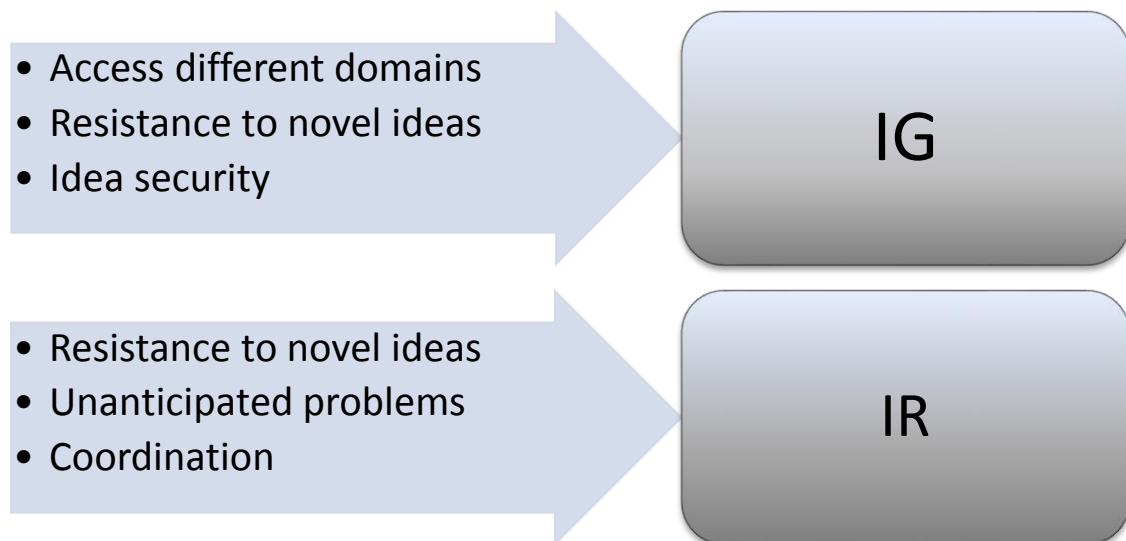 • Access different domains
• Resistance to novel ideas
• Idea security
IG
• Resistance to novel ideas
• Unanticipated problems
• Coordination
IR